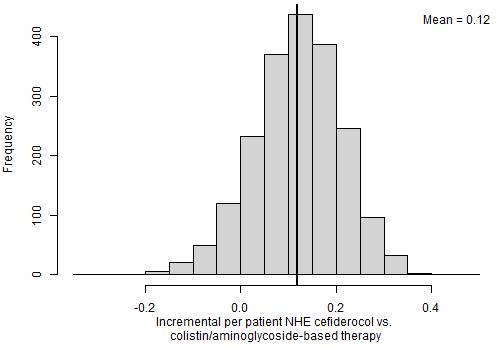 Mean = 0.12
Frequency
400
300
200
100
0
-0.2 0.0 0.2 0.4
Incremental per patient NHE cefiderocol vs.
colistin/aminoglycoside-based therapy